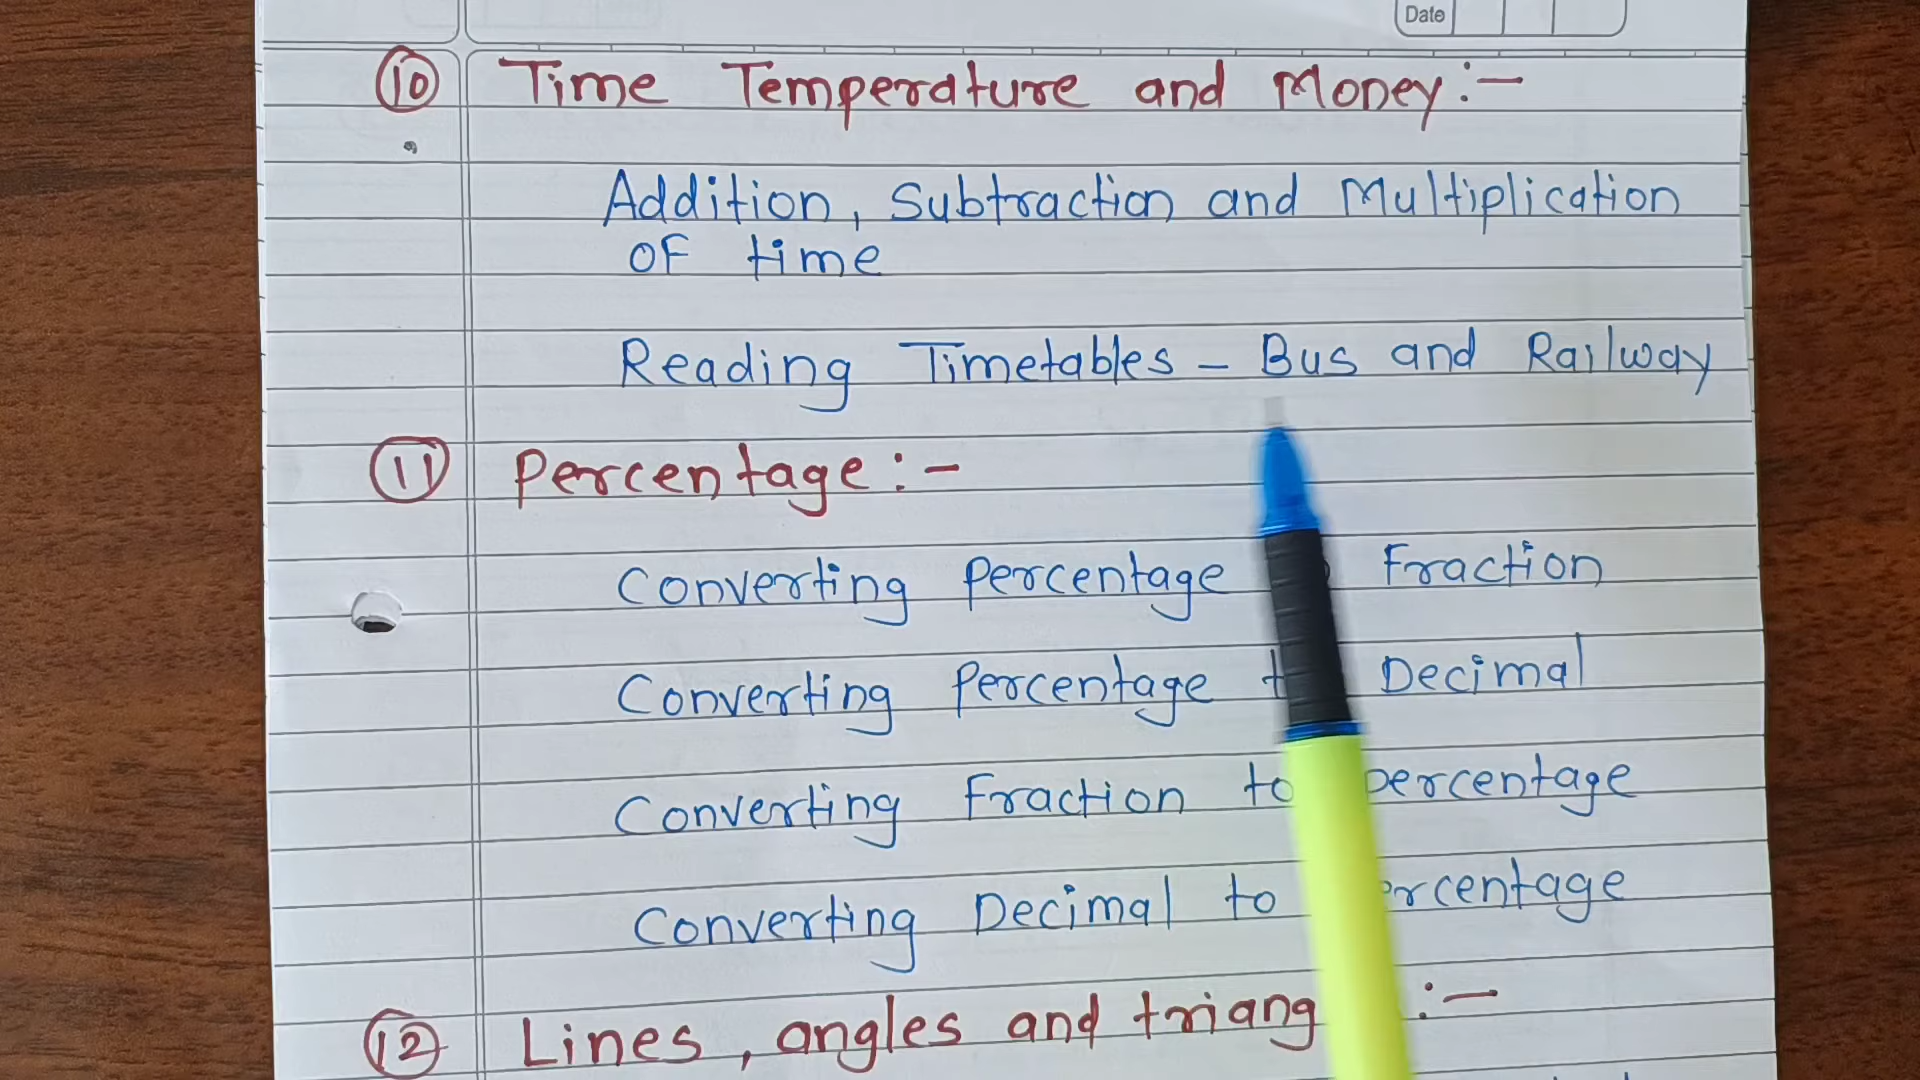 Date
10 Time Temperature and Money:-
Addition, Subtraction and Multiplication
OF time
Reading Timetables - Bus and Railway
11 Percentage:-
Converting percentage Fraction
Converting Percentage Decimal
Converting Fraction to percentage
Converting Decimal to
12 Lines, angles and :-